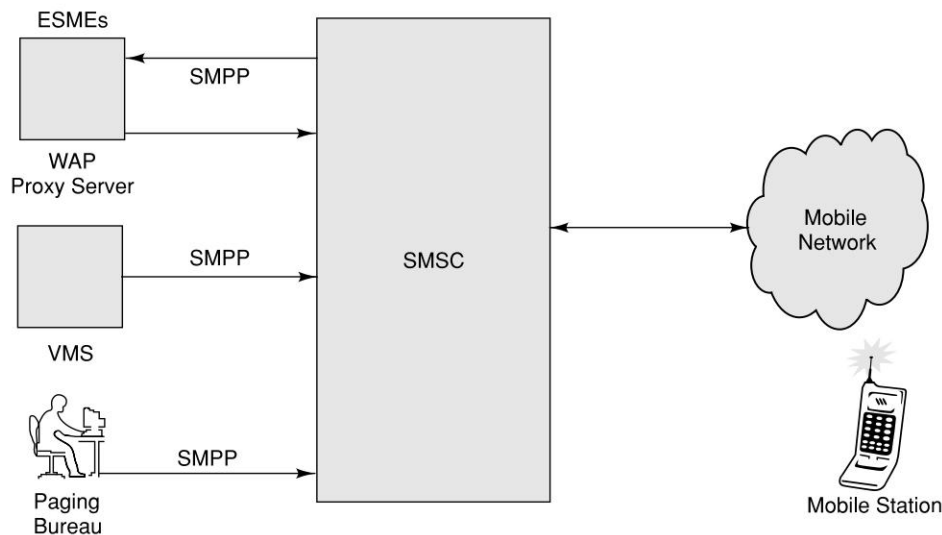 ESMEs
SMPP
WAP
Proxy Server
SMPP
VMS
SMPP
Paging
Bureau
SMSC
Mobile
Network
Mobile Station